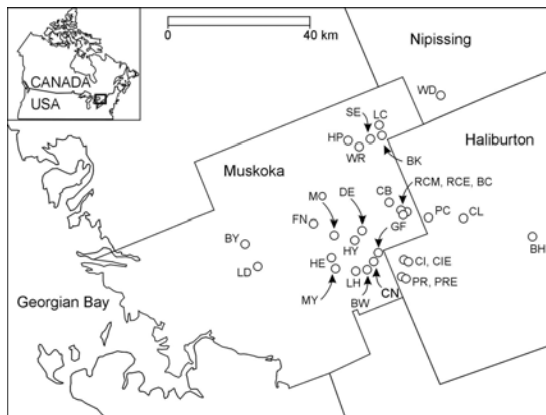 0
40 km
CANADA
USA
Nipissing
WD
SE
LC
HP
WR
BK
Haliburton
Muskoka
RCM, RCE, BC
MO
DE
CB
PC
CL
FN
GF
BY
HY
BH
LD
HE
CI, CIE
LH
CN
PR, PRE
MY
BW
Georgian Bay